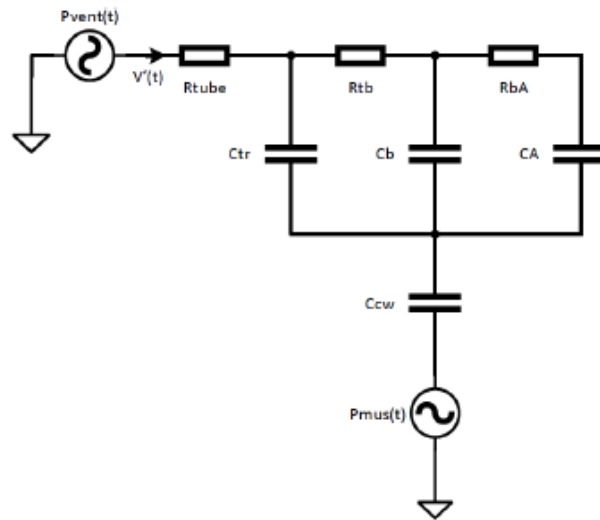 Pvent(t)
V'(t)
Rtube
Rtb
RbA
Ctr
Cb
CA
Ccw
Pmus(t)